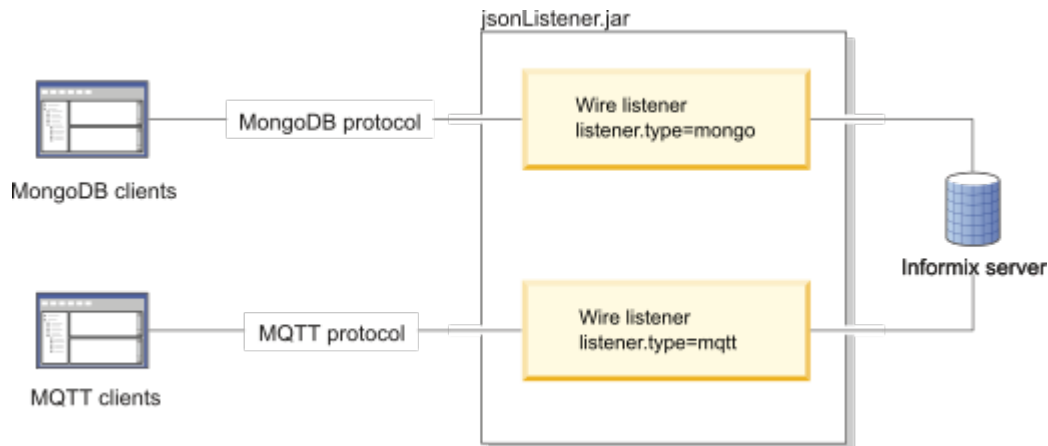 jsonListener.jar
Wire listener
listener.type=mongo
MongoDB protocol
MongoDB clients
Informix server
Wire listener
listener.type=mqtt
MQTT protocol
MQTT clients